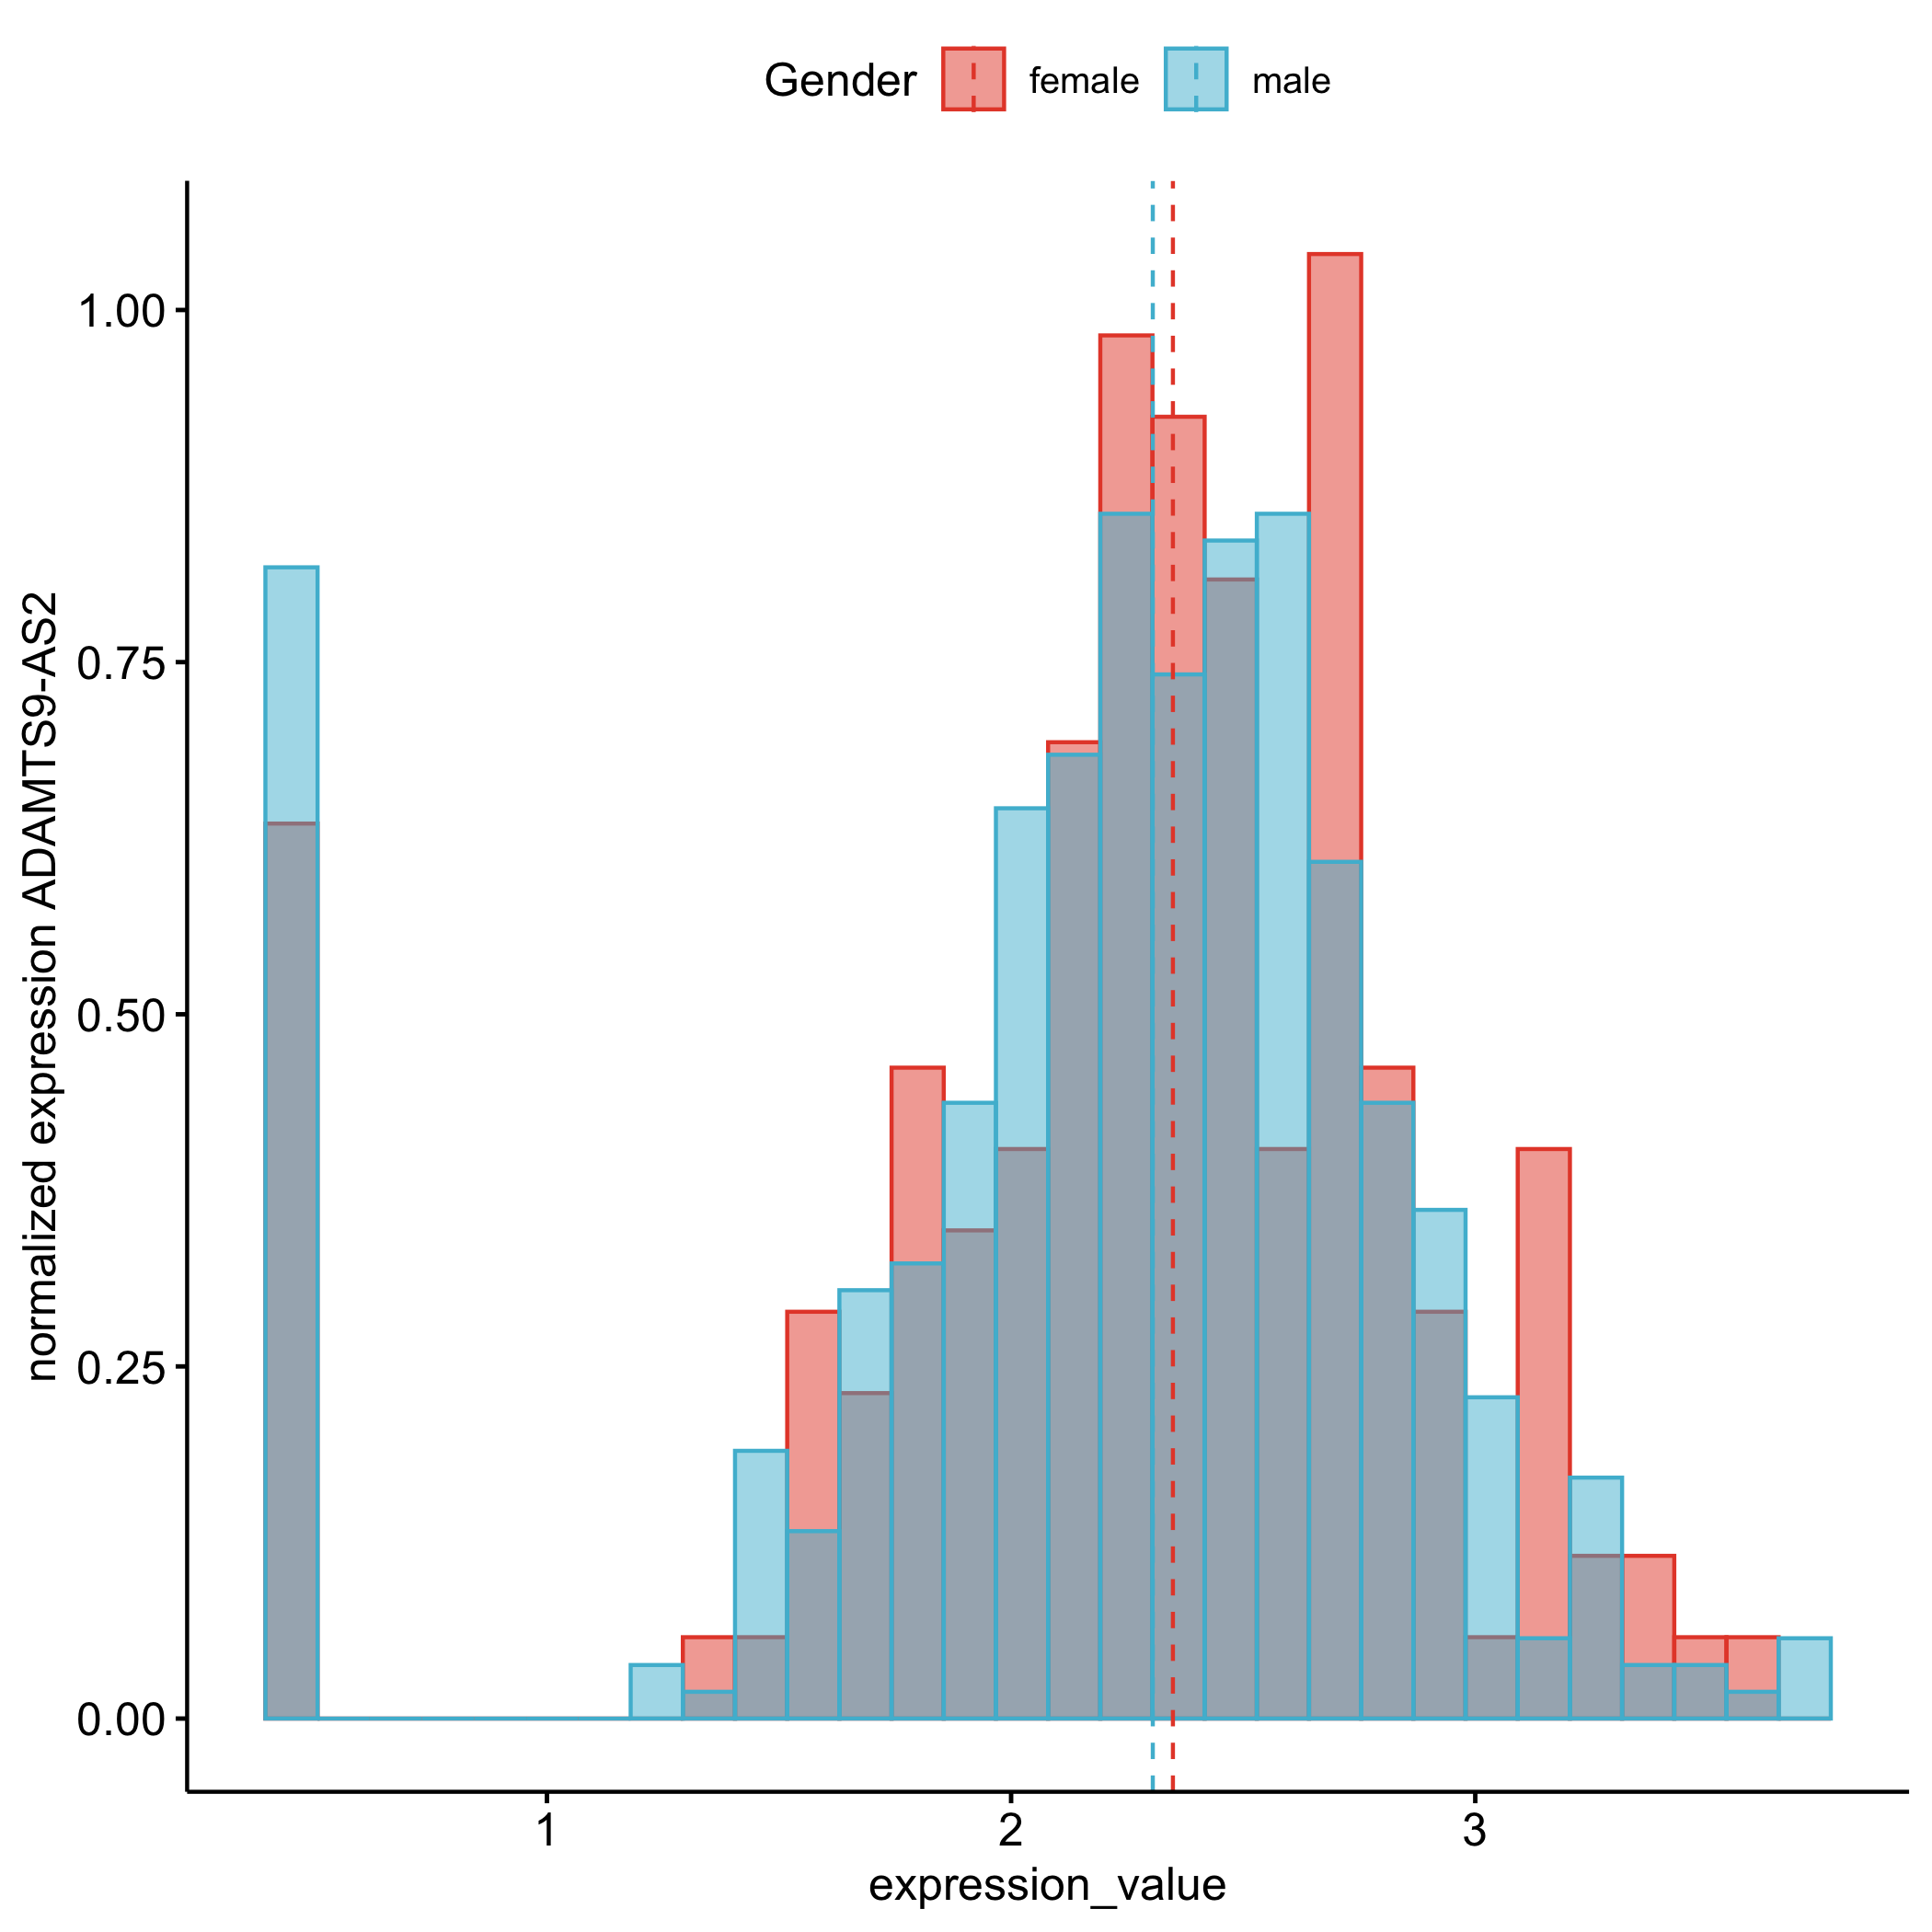 Gender female male
normalized expression ADAMTS9-AS2
1.00
0.75
0.50
0.25
0.00
1 2 3
expression_value